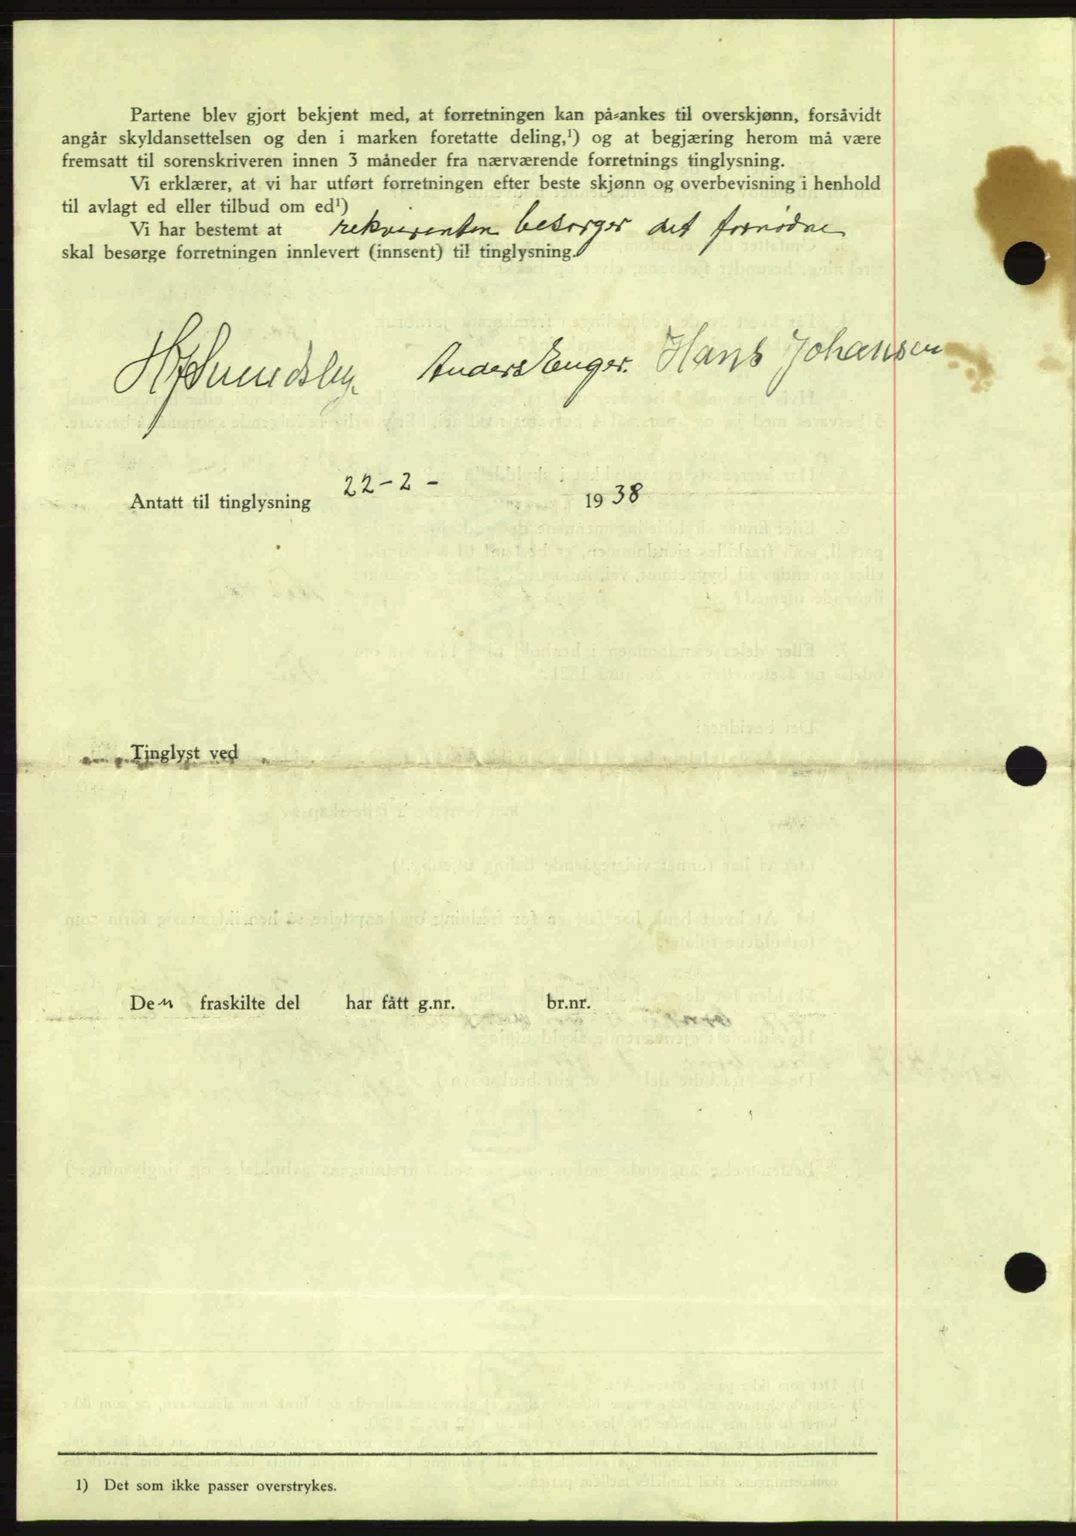 Partene blev gjort bekjent med, at forretningen kan på-ankes til overskjønn, forsåvidt
angår skyldansettelsen og den i marken foretatte deling,¹) og at begjæring herom må være
fremsatt til sorenskriveren innen 3 måneder fra nærværende forretnings tinglysning.
Vi erklærer, at vi har utført forretningen efter beste skjønn og overbevisning i henhold
til avlagt ed eller tilbud om ed¹)
Vi har bestemt at rekvirenten besørger det fornødne
skal besørge forretningen innlevert (innsent) til tinglysning.
Anders Enger. Hans Johansen
Antatt til tinglysning 22-2- 1938
Tinglyst ved
Den fraskilte del har fått g.nr. br.nr.
1) Det som ikke passer overstrykes.